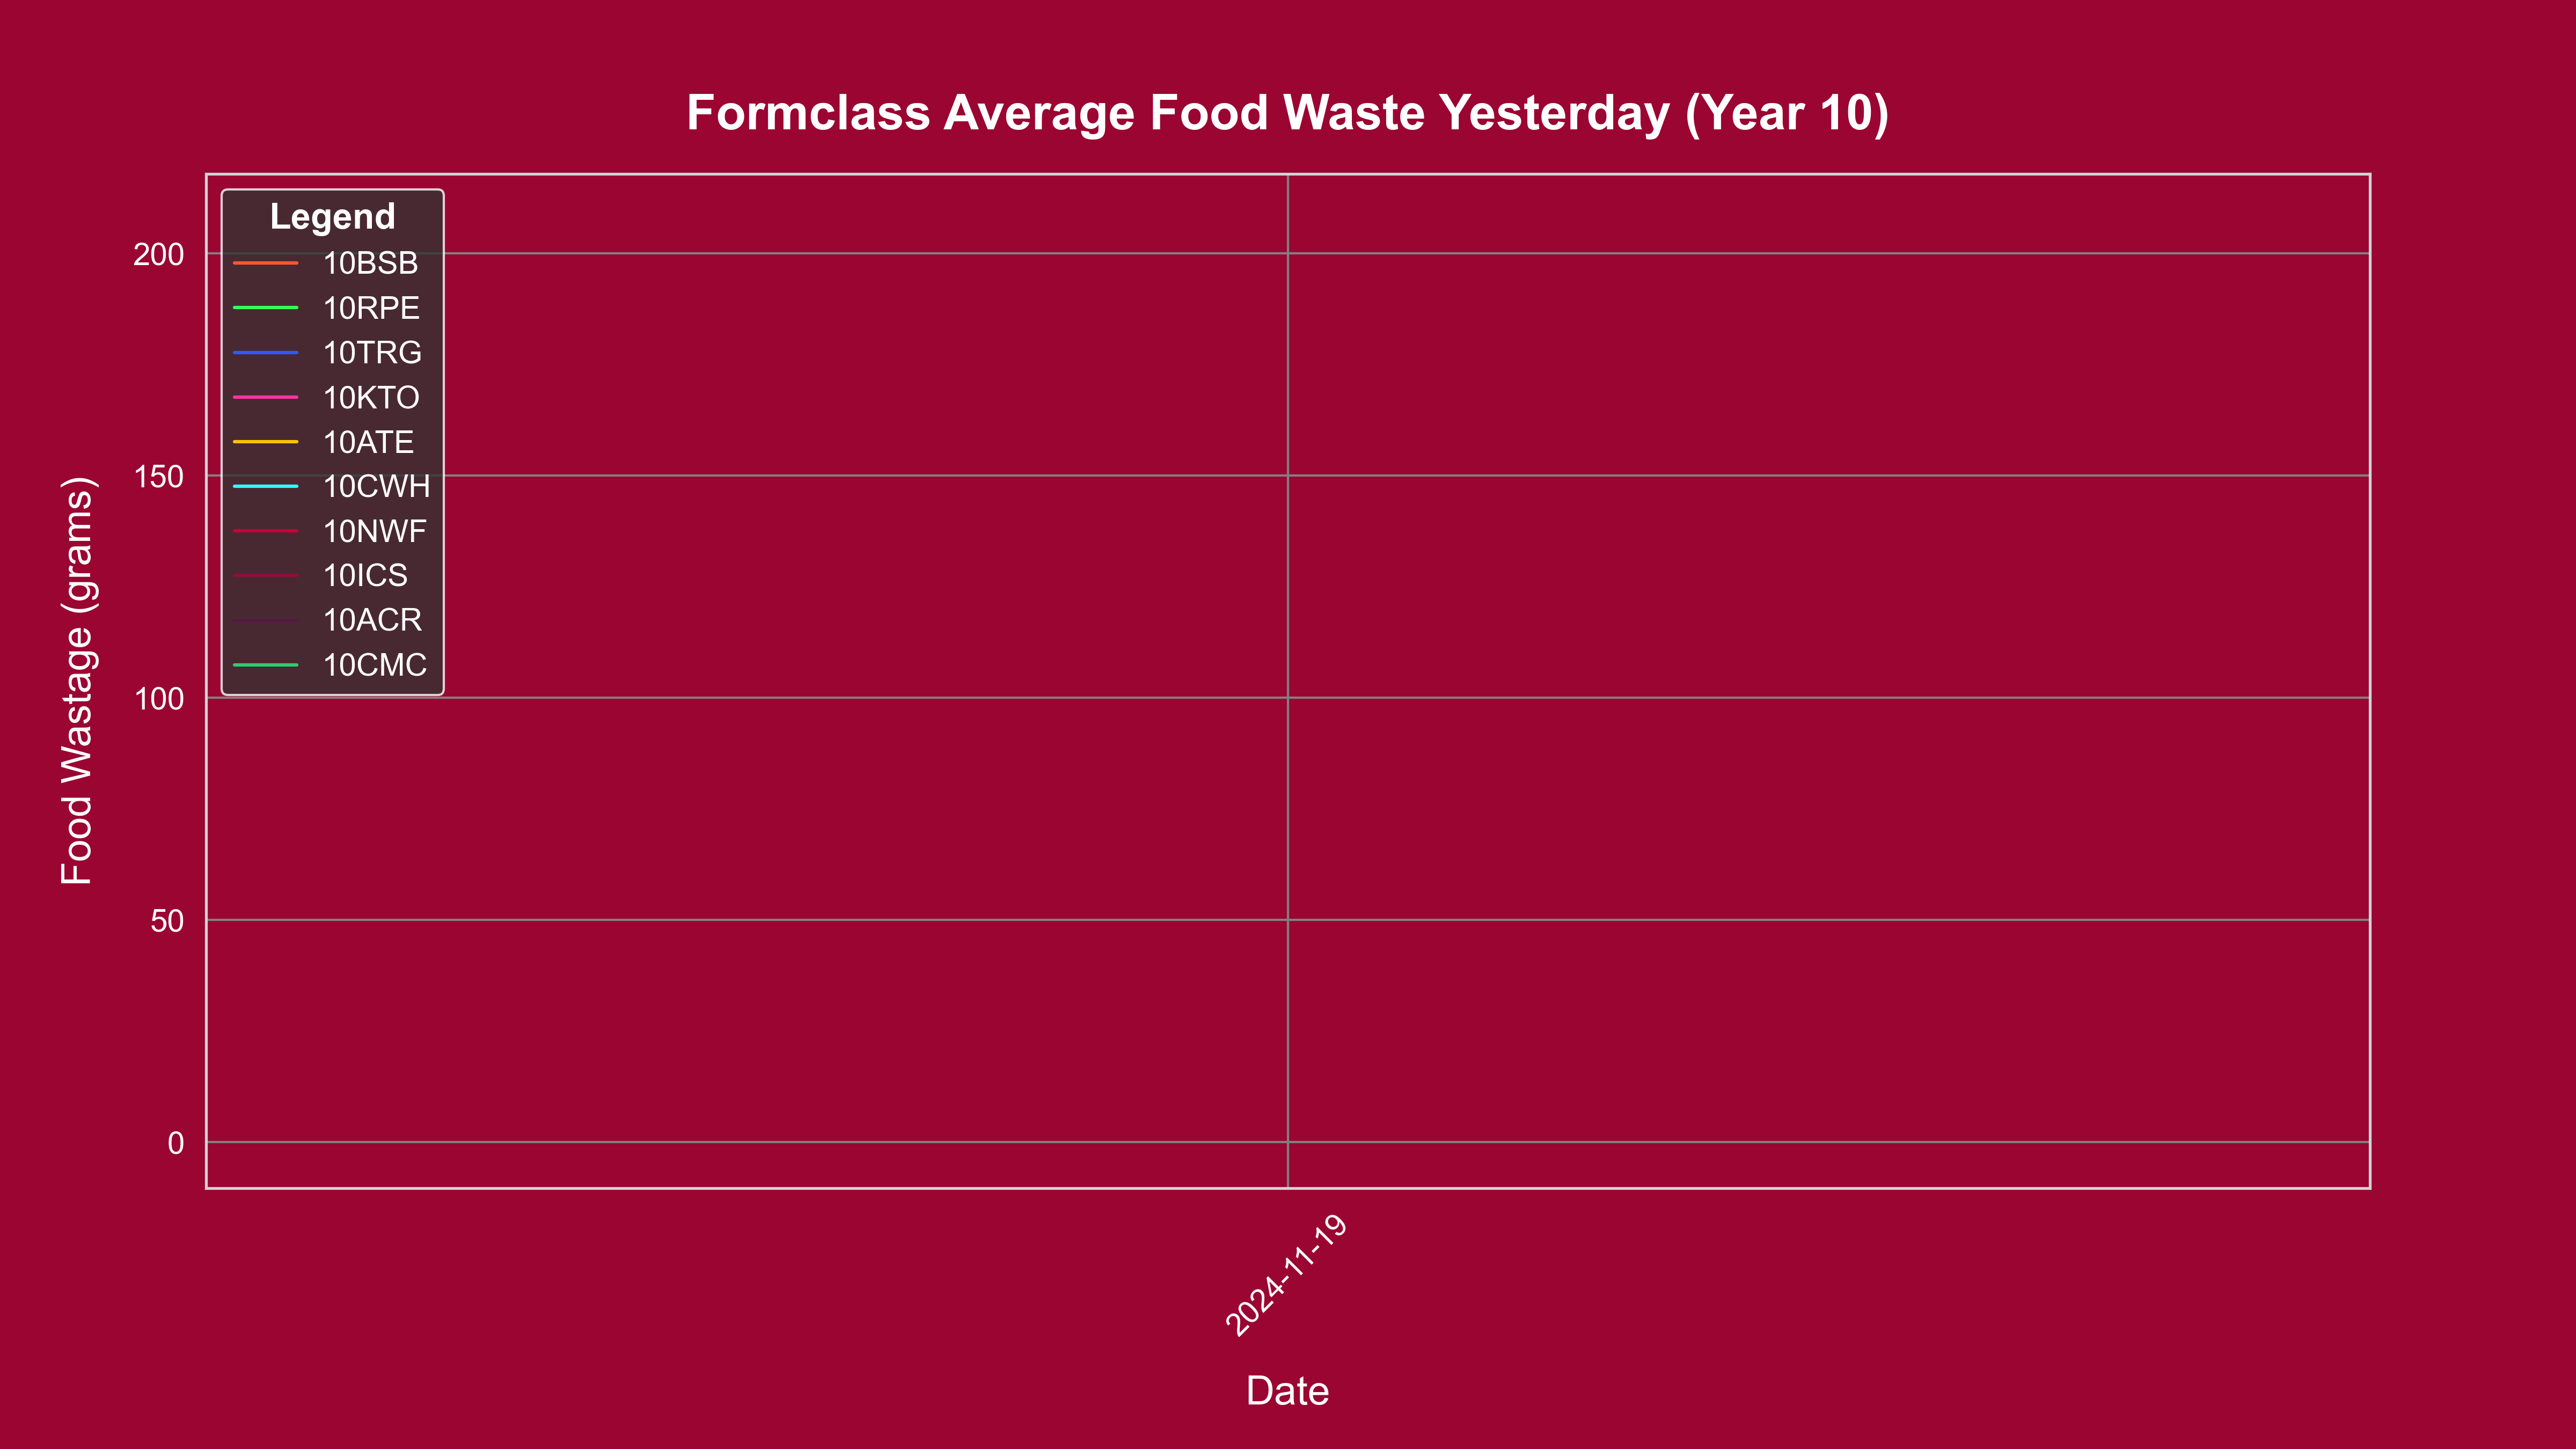 Formclass Average Food Waste Yesterday (Year 10)
Legend
10BSB
10RPE
10TRG
10KTO
10ATE
10CWH
10NWF
10ICS
10ACR
10CMC
200
150
100
50
0
Food Wastage (grams)
2024-11-19
Date